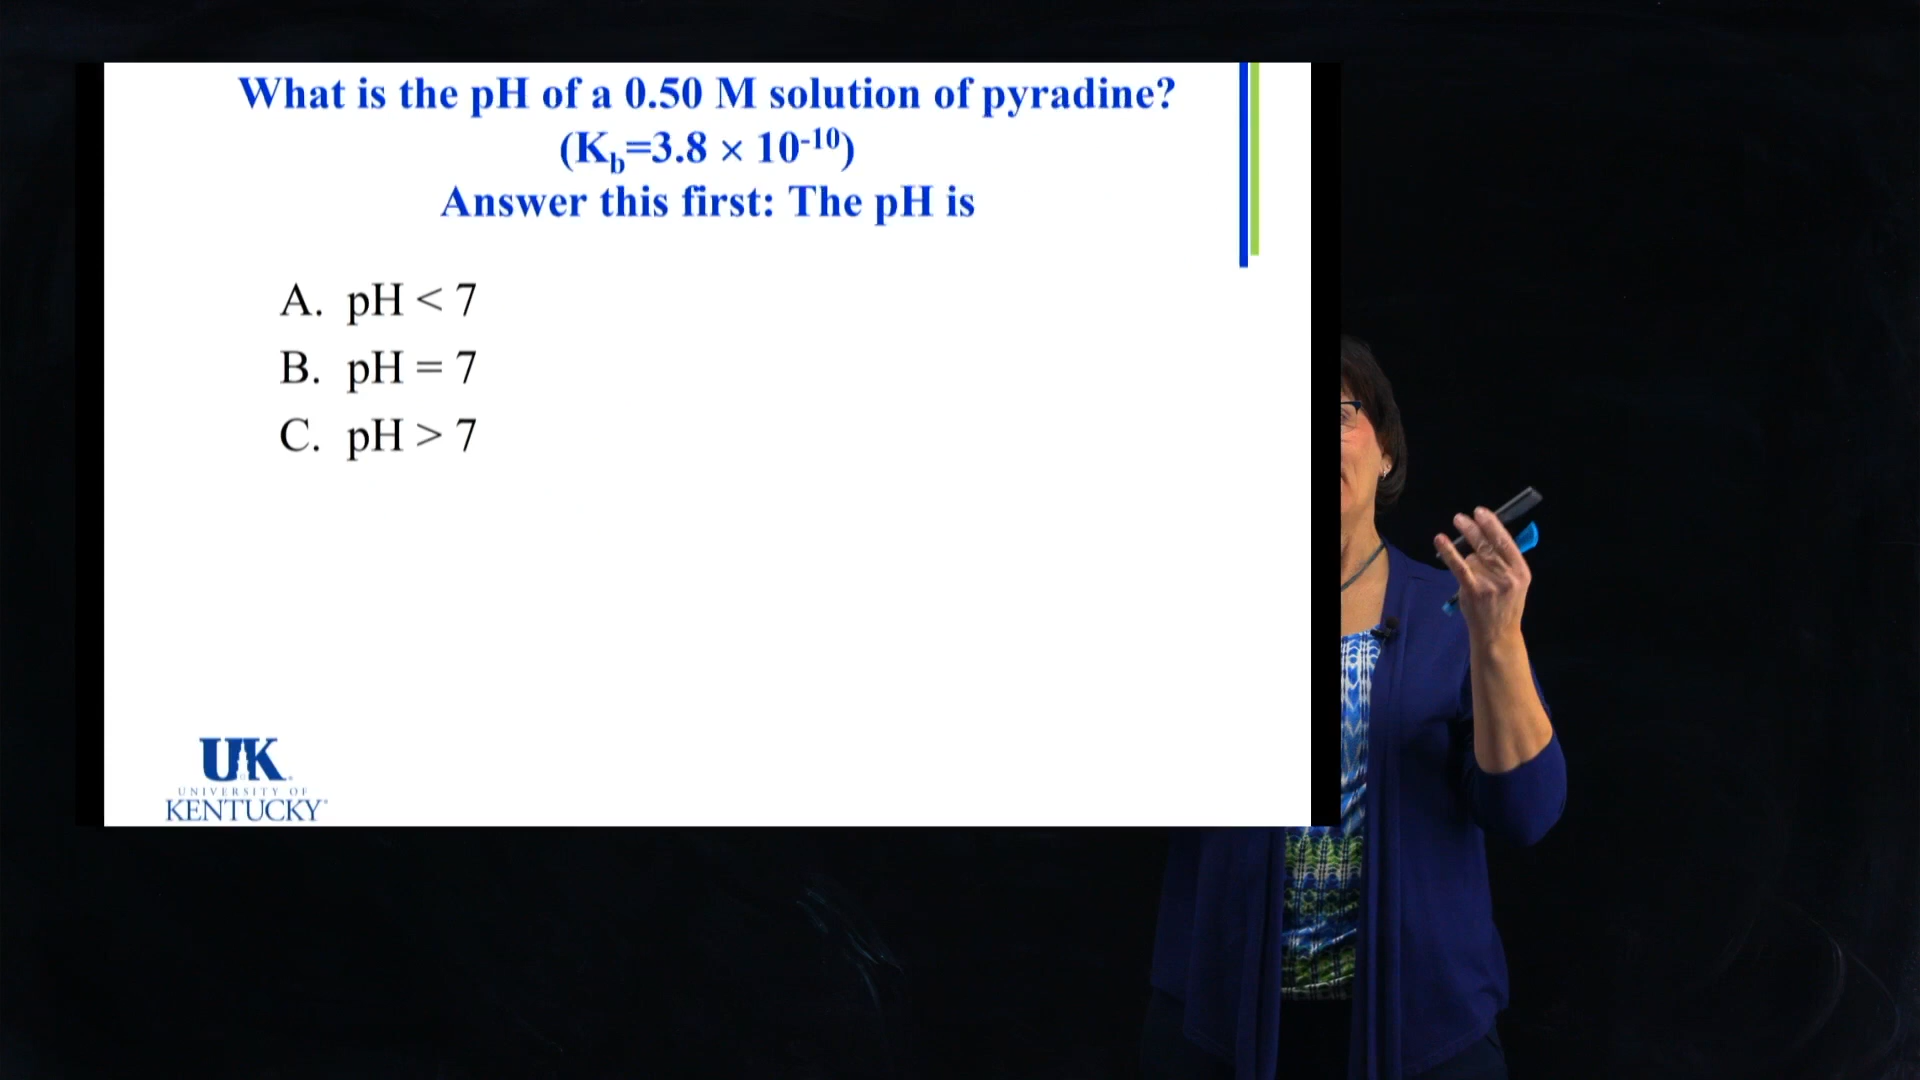 What is the pH of a 0.50 M solution of pyradine?
(K_b=3.8 × 10^-10)
Answer this first: The pH is
A. pH < 7
B. pH = 7
C. pH > 7
UK
UNIVERSITY OF
KENTUCKY